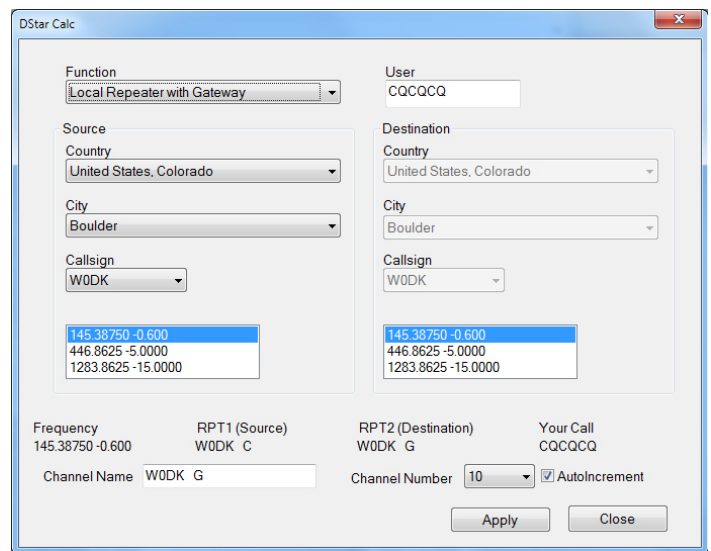 DStar Calc
Function
Local Repeater with Gateway
User
CQCQCQ
Source
Country
United States, Colorado
City
Boulder
Callsign
W0DK
145.38750 -0.600
446.8625 -5.0000
1283.8625 -15.0000
Destination
Country
United States, Colorado
City
Boulder
Callsign
W0DK
145.38750 -0.600
446.8625 -5.0000
1283.8625 -15.0000
Frequency RPT1 (Source) RPT2 (Destination) Your Call
145.38750 -0.600 W0DK C W0DK G CQCQCQ
Channel Name W0DK G Channel Number 10 AutoIncrement
Apply Close